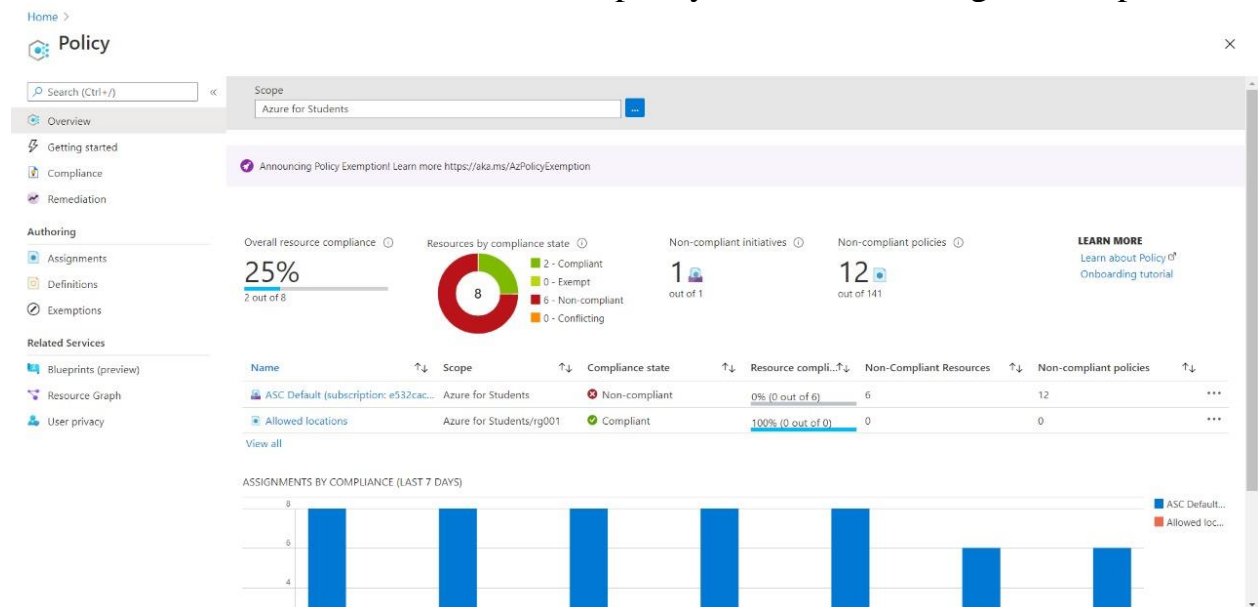 Home >
Policy
Search (Ctrl+/)
«
Overview
Getting started
Compliance
Remediation
Authoring
Assignments
Definitions
Exemptions
Related Services
Blueprints (preview)
Resource Graph
User privacy
Scope
Azure for Students
...
Announcing Policy Exemption! Learn more https://aka.ms/AzPolicyExemption
Overall resource compliance
25%
2 out of 8
Resources by compliance state
8
2 - Compliant
0 - Exempt
6 - Non-compliant
0 - Conflicting
Non-compliant initiatives
1
out of 1
Non-compliant policies
12
out of 141
LEARN MORE
Learn about Policy
Onboarding tutorial
Name Scope Compliance state Resource compli... Non-Compliant Resources Non-compliant policies
ASC Default (subscription: e532cac... Azure for Students Non-compliant 0% (0 out of 6) 6 12
Allowed locations Azure for Students/rg001 Compliant 100% (0 out of 0) 0 0
View all
ASSIGNMENTS BY COMPLIANCE (LAST 7 DAYS)
8
6
4
ASC Default...
Allowed loc...